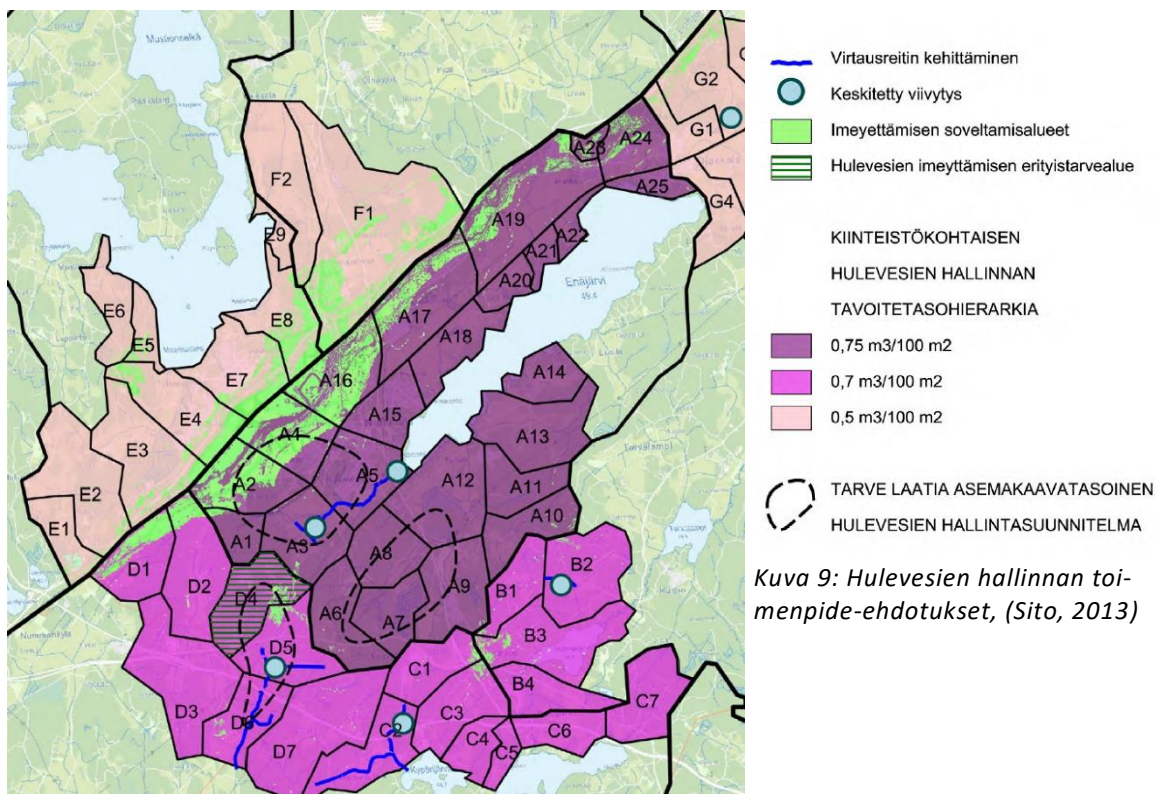 Virtausreitin kehittäminen
Keskitetty viivytys
Imeyettämisen soveltamisalueet
Hulevesien imeyttämisen erityistarvealue
KIINTEISTÖKOHTAISEN
HULEVESIEN HALLINNAN
TAVOITETASOHIERARKIA
0,75 m3/100 m2
0,7 m3/100 m2
0,5 m3/100 m2
TARVE LAATIA ASEMAKAAVATASOINEN
HULEVESIEN HALLINTASUUNNITELMA
Kuva 9: Hulevesien hallinnan toi-
menpide-ehdotukset, (Sito, 2013)
G2
G1
G4
A23
A24
A25
F2
F1
E9
A19
A22
A21
A20
Enäjärvi
E6
E5
E8
A17
A18
E7
A16
A14
A15
E4
A4
A13
E3
A5
A12
A2
A11
E2
A10
E1
A1
A3
A8
D1
D2
A9
B1
B2
D4
A6
A7
B3
D5
C1
B4
C7
D3
D6
C2
C3
D7
C4
C5
C6